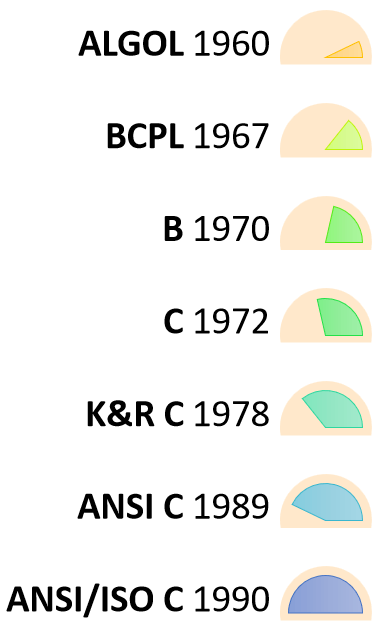 ALGOL 1960
BCPL 1967
B 1970
C 1972
K&R C 1978
ANSI C 1989
ANSI/ISO C 1990